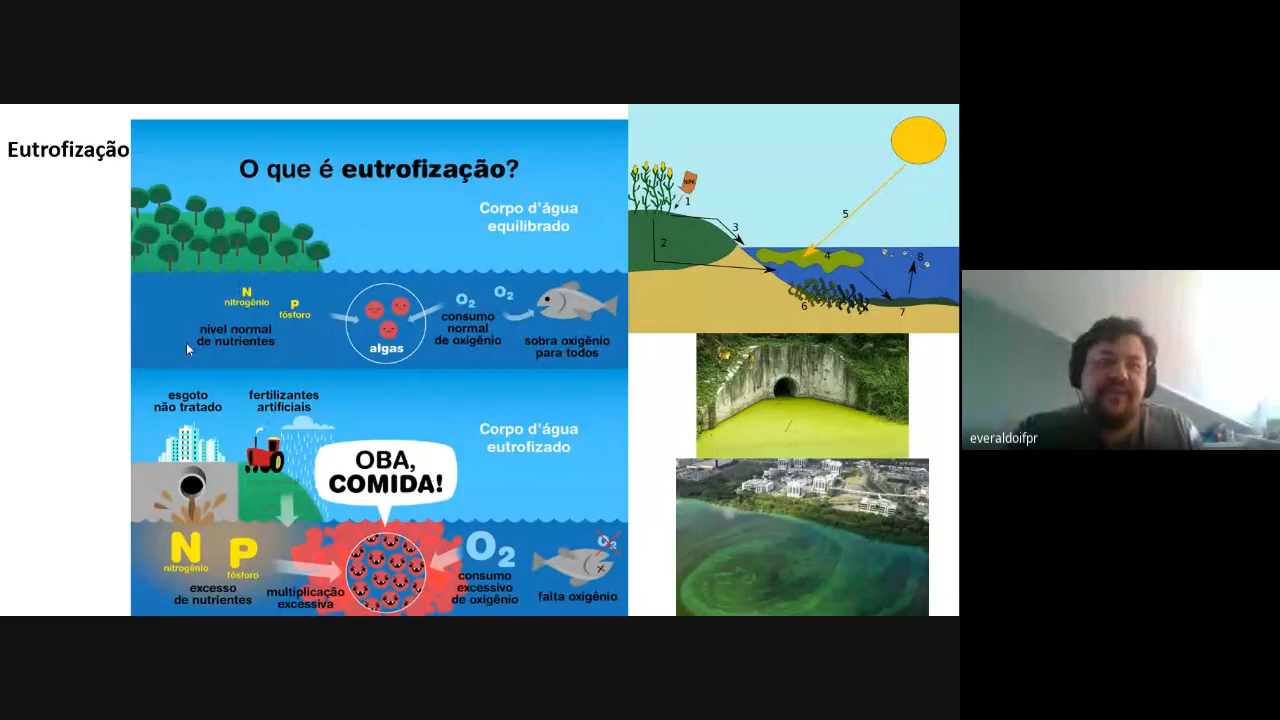 Eutrofização
O que é eutrofização?
Corpo d'água
equilibrado
N
nitrogênio
P
fósforo
nível normal
de nutrientes
algas
O₂
O₂
consumo
normal
de oxigênio
sobra oxigênio
para todos
esgoto
não tratado
fertilizantes
artificiais
Corpo d'água
eutrofizado
OBA,
COMIDA!
N
nitrogênio
P
fósforo
excesso
de nutrientes
multiplicação
excessiva
O₂
consumo
excessivo
de oxigênio
O₂
falta oxigênio
NPK
1
2
3
4
5
6
7
8
everaldoifpr